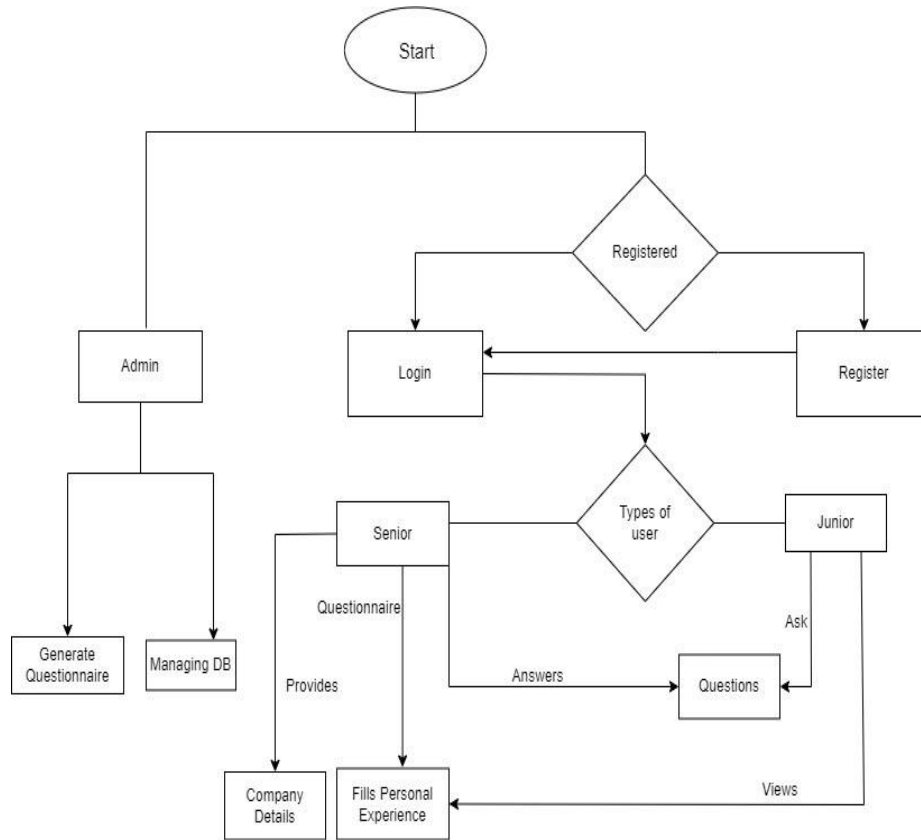 Start
Registered
Admin
Login
Register
Types of
user
Senior
Junior
Questionnaire
Ask
Generate
Questionnaire
Managing DB
Provides
Answers
Questions
Company
Details
Fills Personal
Experience
Views